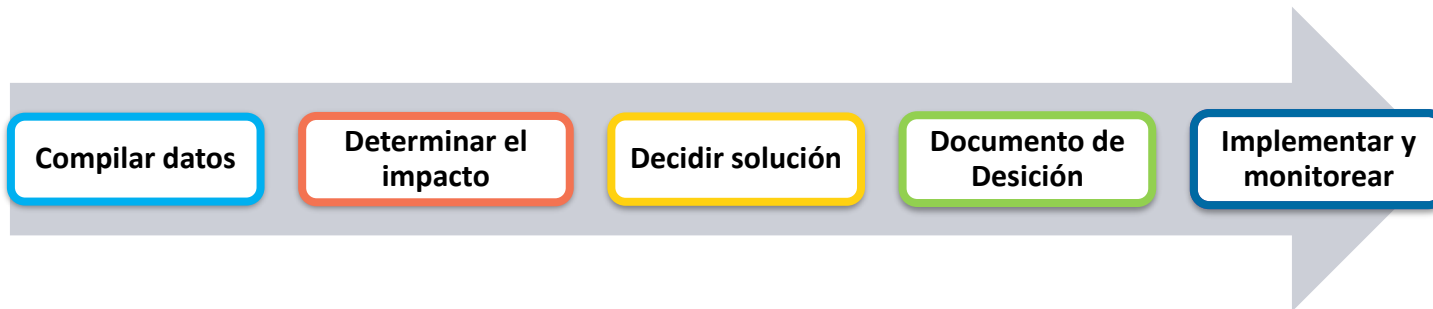 Compilar datos
Determinar el
impacto
Decidir solución
Documento de
Desición
Implementar y
monitorear